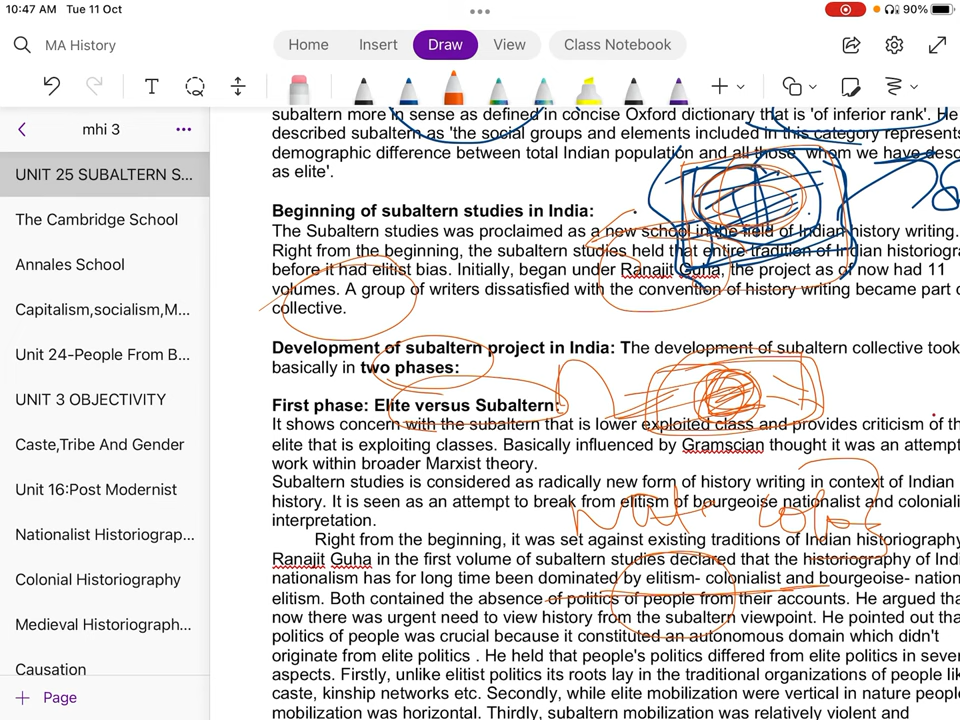 10:47 AM Tue 11 Oct
90%
MA History
Home Insert Draw View Class Notebook
T
mhi 3
UNIT 25 SUBALTERN S...
The Cambridge School
Annales School
Capitalism,socialism,M...
Unit 24-People From B...
UNIT 3 OBJECTIVITY
Caste,Tribe And Gender
Unit 16:Post Modernist
Nationalist Historiograp...
Colonial Historiography
Medieval Historiograph...
Causation
+ Page
subaltern more in sense as defined in concise Oxford dictionary that is 'of inferior rank'. He
described subaltern as 'the social groups and elements included in this category represents
demographic difference between total Indian population and all those whom we have desc
as elite'.
Beginning of subaltern studies in India:
The Subaltern studies was proclaimed as a new school in the field of Indian history writing.
Right from the beginning, the subaltern studies held that entire tradition of Indian historiogra
before it had elitist bias. Initially, began under Ranajit Guha, the project as of now had 11
volumes. A group of writers dissatisfied with the convention of history writing became part o
collective.
Development of subaltern project in India: The development of subaltern collective took
basically in two phases:
First phase: Elite versus Subaltern:
It shows concern with the subaltern that is lower exploited class and provides criticism of th
elite that is exploiting classes. Basically influenced by Gramscian thought it was an attempt
work within broader Marxist theory.
Subaltern studies is considered as radically new form of history writing in context of Indian
history. It is seen as an attempt to break from elitism of bourgeoise nationalist and coloniali
interpretation.
Right from the beginning, it was set against existing traditions of Indian historiography
Ranajit Guha in the first volume of subaltern studies declared that the historiography of Indi
nationalism has for long time been dominated by elitism- colonialist and bourgeoise- nation
elitism. Both contained the absence of politics of people from their accounts. He argued tha
now there was urgent need to view history from the subaltern viewpoint. He pointed out tha
politics of people was crucial because it constituted an autonomous domain which didn't
originate from elite politics . He held that people's politics differed from elite politics in seve
aspects. Firstly, unlike elitist politics its roots lay in the traditional organizations of people lik
caste, kinship networks etc. Secondly, while elite mobilization were vertical in nature people
mobilization was horizontal. Thirdly, subaltern mobilization was relatively violent and